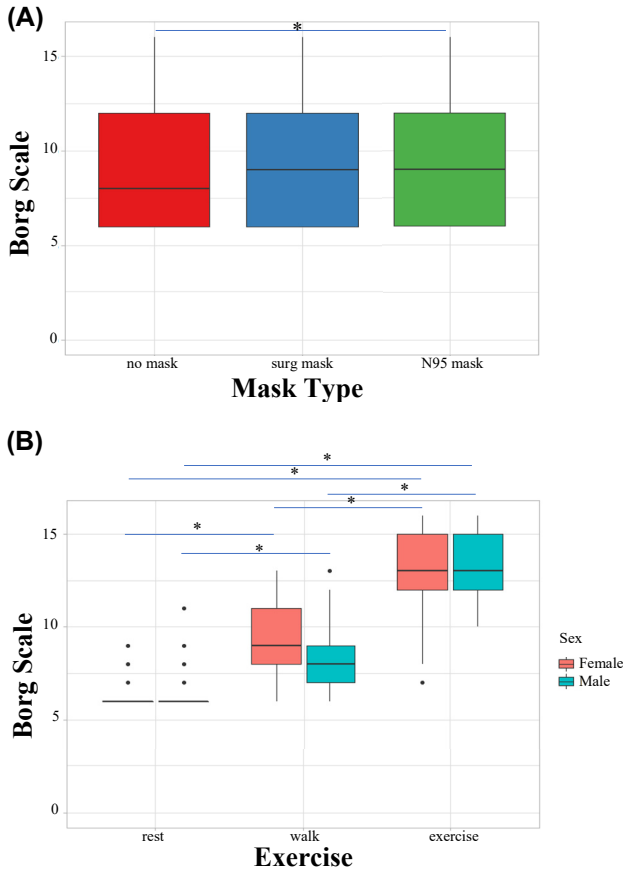 (A)
*
15
10
5
0
Borg Scale
no mask surg mask N95 mask
Mask Type
(B)
*
*
*
*
*
*
15
10
5
0
Borg Scale
rest walk exercise
Exercise
Sex
Female
Male